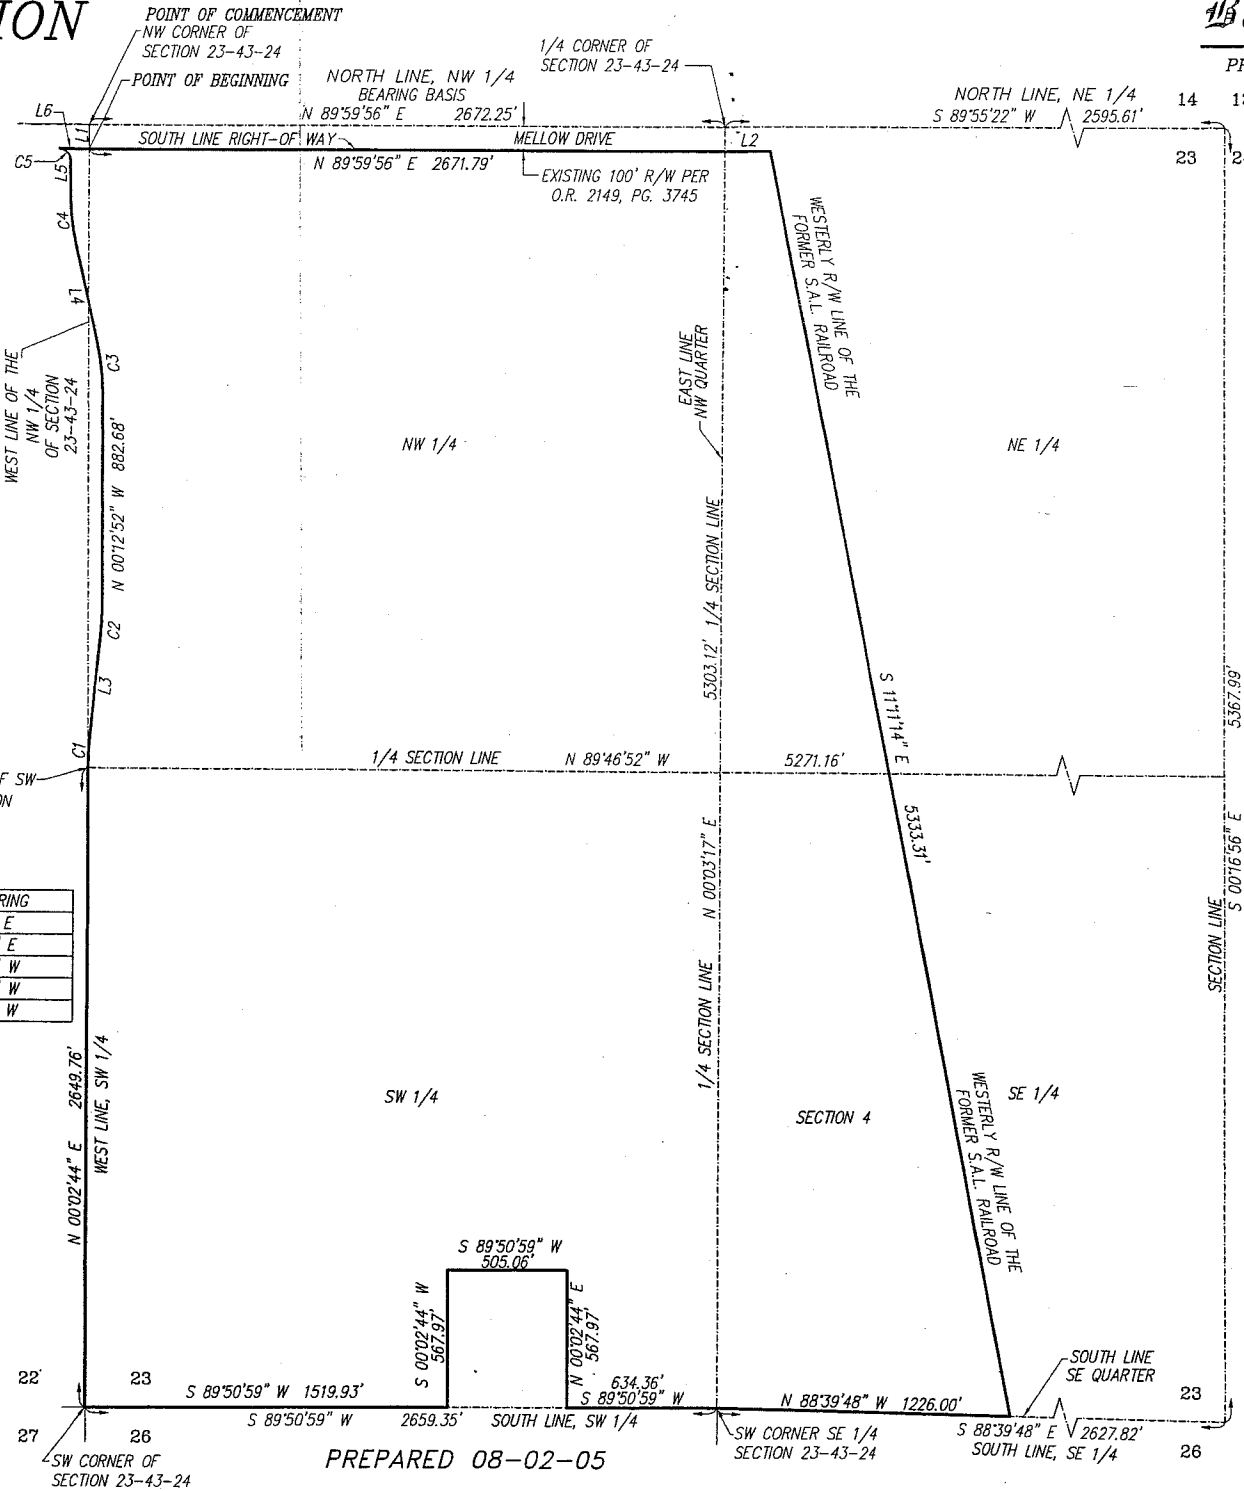 ION
POINT OF COMMENCEMENT
NW CORNER OF
SECTION 23-43-24
POINT OF BEGINNING
1/4 CORNER OF
SECTION 23-43-24
NORTH LINE, NW 1/4
BEARING BASIS
N 89°59'56" E 2672.25'
NORTH LINE, NE 1/4
S 89°55'22" W 2595.61'
14
23
L6
L1
SOUTH LINE RIGHT-OF WAY
MELLOW DRIVE
L2
C5
L5
N 89°59'56" E 2671.79'
EXISTING 100' R/W PER
O.R. 2149, PG. 3745
C4
L4
WESTERLY R/W LINE OF THE
FORMER S.A.L. RAILROAD
WEST LINE OF THE
NW 1/4
OF SECTION
23-43-24
C3
EAST LINE
NW QUARTER
NW 1/4
NE 1/4
N 00°12'52" W 882.68'
5303.12' 1/4 SECTION LINE
C2
L3
C1
S 11°11'14" E
5333.31'
5367.99'
1/4 SECTION LINE N 89°46'52" W 5271.16'
F SW
ON
N 00°03'17" E
1/4 SECTION LINE
S 00°16'56" E
SECTION LINE
RING
E
E
W
W
W
N 00°02'44" E 2649.76'
WEST LINE, SW 1/4
SW 1/4
SECTION 4
SE 1/4
WESTERLY R/W LINE OF THE
FORMER S.A.L. RAILROAD
S 89°50'59" W
505.06'
S 00°02'44" W
567.97'
N 00°02'44" E
567.97'
SOUTH LINE
SE QUARTER
22'
23
S 89°50'59" W 1519.93'
634.36'
S 89°50'59" W
N 88°39'48" W 1226.00'
23
S 89°50'59" W 2659.35' SOUTH LINE, SW 1/4
27
26
SW CORNER SE 1/4
SECTION 23-43-24
S 88°39'48" E 2627.82'
SOUTH LINE, SE 1/4
26
SW CORNER OF
SECTION 23-43-24
PREPARED 08-02-05